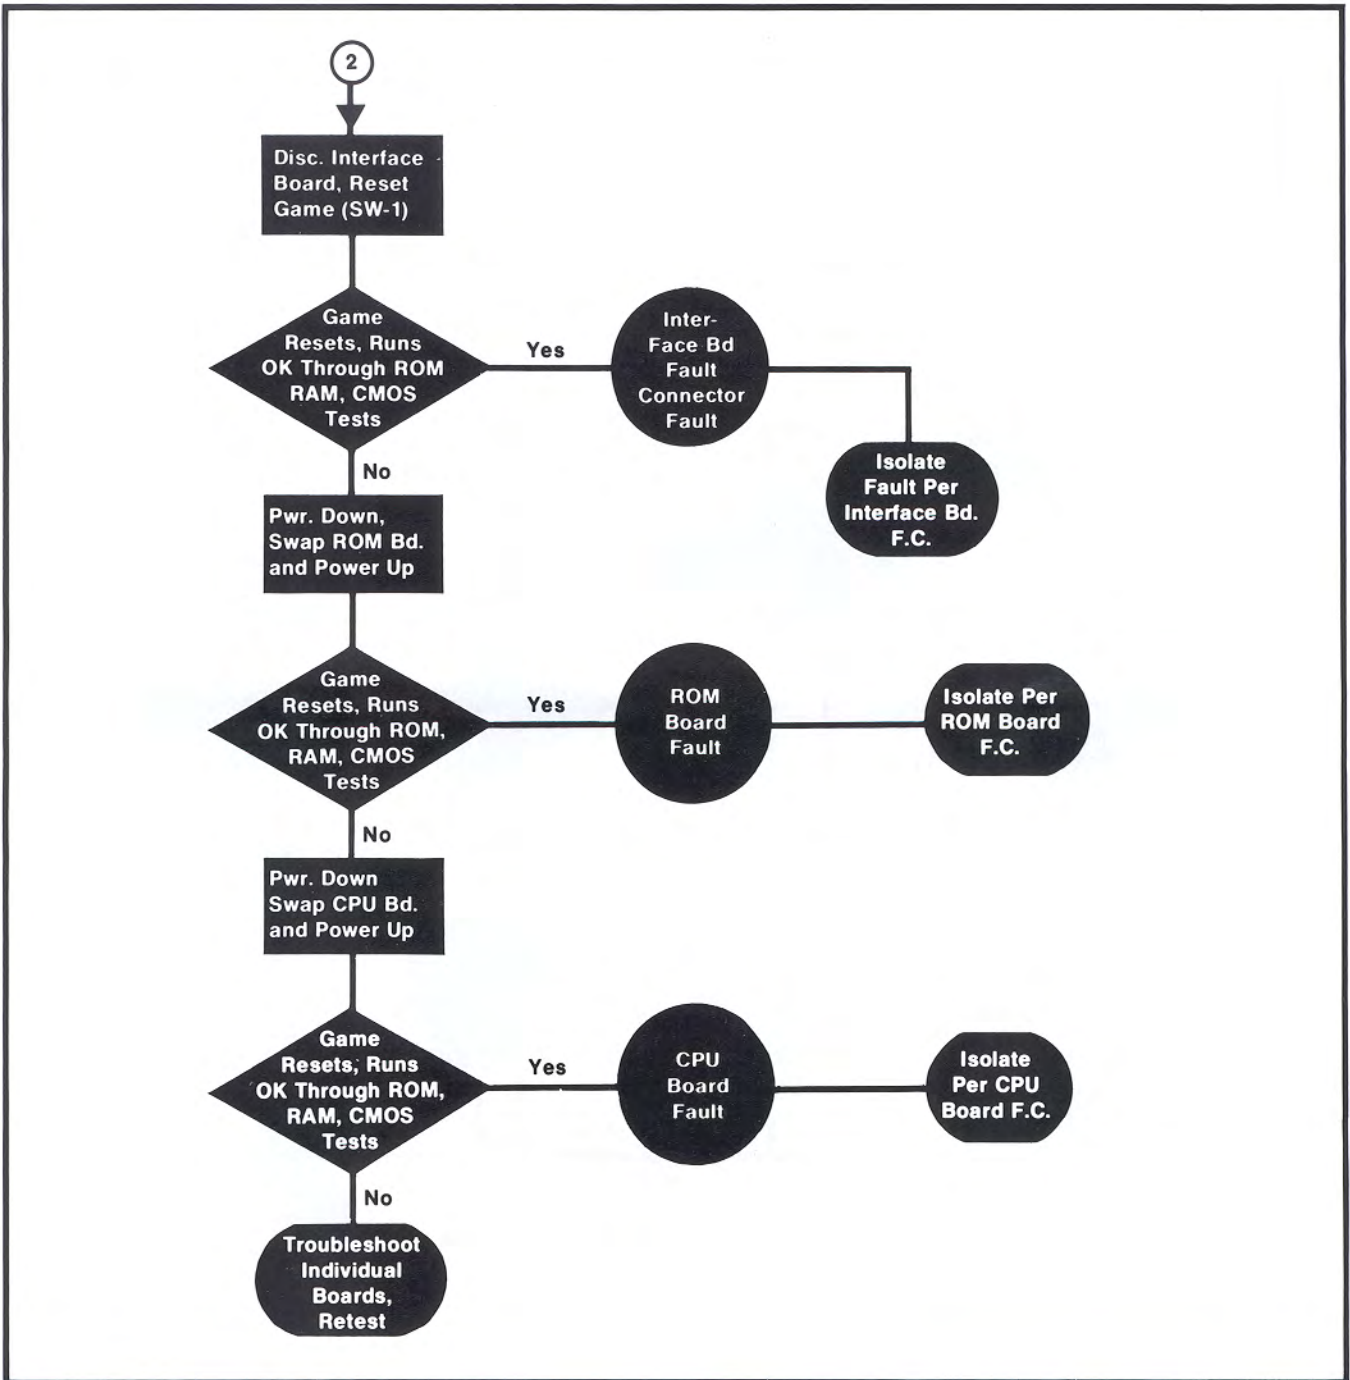 2
Disc. Interface
Board, Reset
Game (SW-1)
Game
Resets, Runs
OK Through ROM
RAM, CMOS
Tests
Yes
Inter-
Face Bd
Fault
Connector
Fault
Isolate
Fault Per
Interface Bd.
F.C.
No
Pwr. Down,
Swap ROM Bd.
and Power Up
Game
Resets, Runs
OK Through ROM,
RAM, CMOS
Tests
Yes
ROM
Board
Fault
Isolate Per
ROM Board
F.C.
No
Pwr. Down
Swap CPU Bd.
and Power Up
Game
Resets, Runs
OK Through ROM,
RAM, CMOS
Tests
Yes
CPU
Board
Fault
Isolate
Per CPU
Board F.C.
No
Troubleshoot
Individual
Boards,
Retest